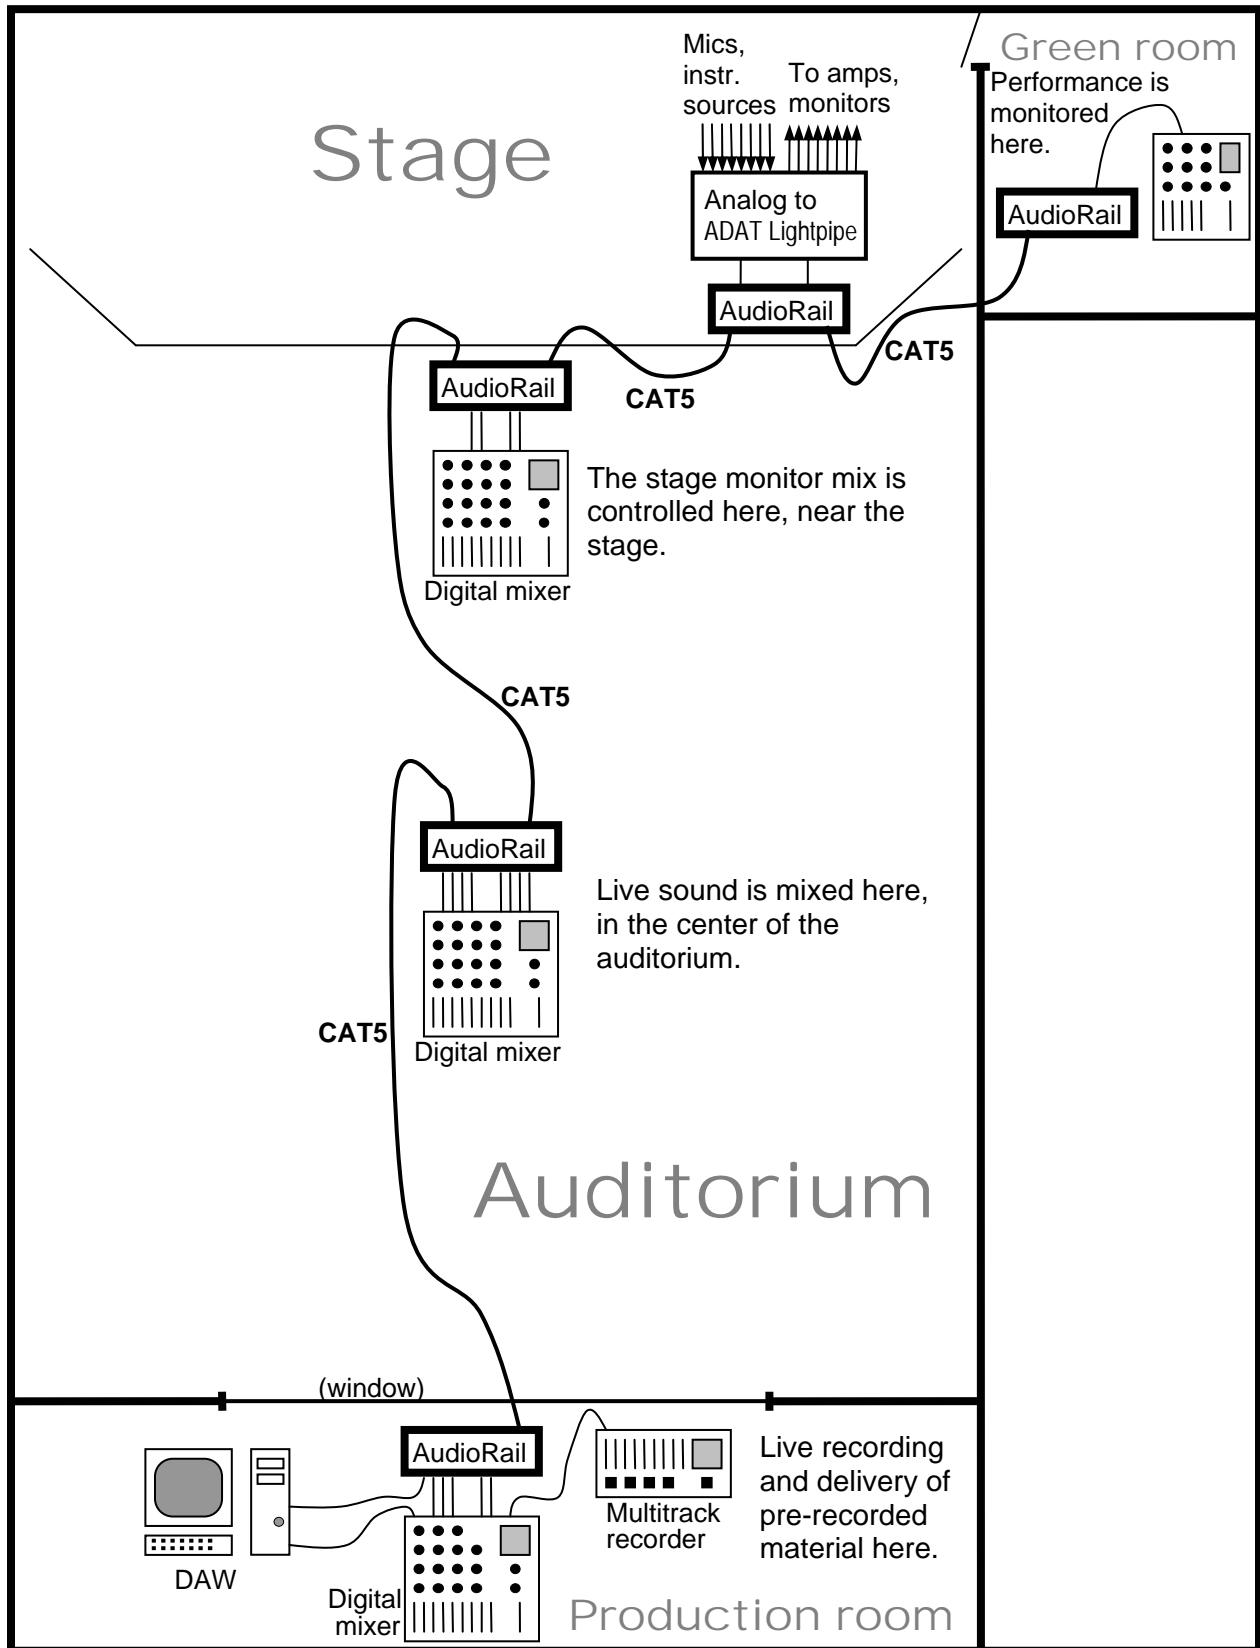 Green room
Performance is
monitored
here.
AudioRail
Stage
Mics,
instr.
sources
To amps,
monitors
Analog to
ADAT Lightpipe
AudioRail
CAT5
CAT5
AudioRail
The stage monitor mix is
controlled here, near the
stage.
Digital mixer
CAT5
AudioRail
Live sound is mixed here,
in the center of the
auditorium.
Digital mixer
CAT5
Auditorium
(window)
AudioRail
Multitrack
recorder
Live recording
and delivery of
pre-recorded
material here.
DAW
Digital
mixer
Production room